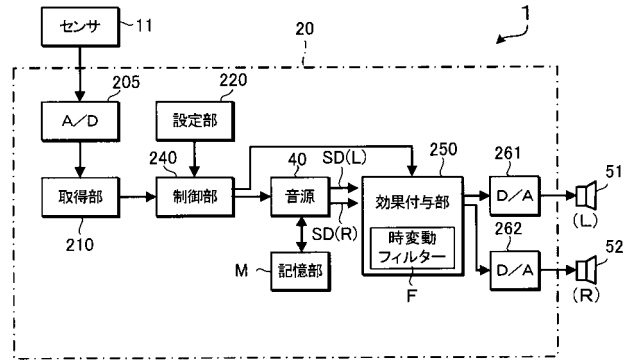 センサ
11
1
20
205
220
A/D
設定部
240
40
SD(L)
250
261
51
取得部
制御部
音源
効果付与部
D/A
(L)
210
SD(R)
時変動
フィルター
262
52
M
記憶部
F
D/A
(R)